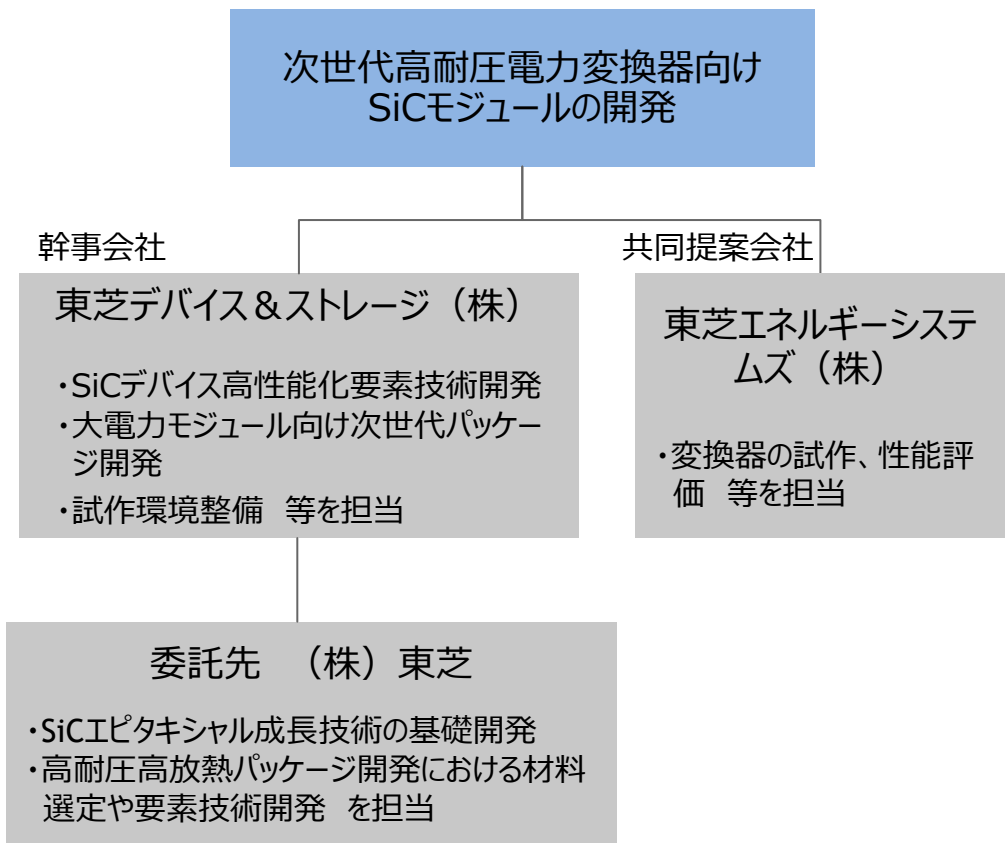 次世代高耐圧電力変換器向け
SiCモジュールの開発
幹事会社
東芝デバイス＆ストレージ（株）
・SiCデバイス高性能化要素技術開発
・大電力モジュール向け次世代パッケー
ジ開発
・試作環境整備　等を担当
共同提案会社
東芝エネルギーシステ
ムズ（株）
・変換器の試作、性能評
価　等を担当
委託先　（株）東芝
・SiCエピタキシャル成長技術の基礎開発
・高耐圧高放熱パッケージ開発における材料
選定や要素技術開発　を担当